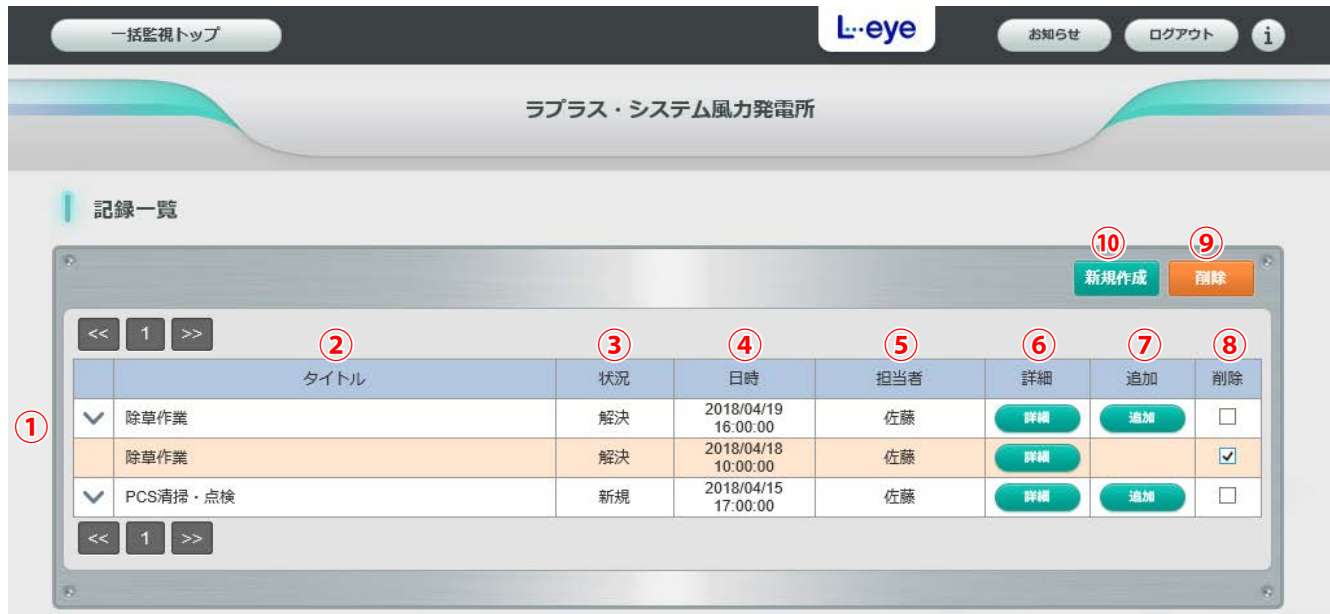 一括監視トップ
L・・eye
お知らせ
ログアウト
i
ラプラス・システム風力発電所
記録一覧
⑩
⑨
新規作成
削除
<< 1 >>
② ③ ④ ⑤ ⑥ ⑦ ⑧
タイトル 状況 日時 担当者 詳細 追加 削除
①
除草作業 解決 2018/04/19 佐藤 詳細 追加
16:00:00
除草作業 解決 2018/04/18 佐藤 詳細
10:00:00
PCS清掃・点検 新規 2018/04/15 佐藤 詳細 追加
17:00:00
<< 1 >>